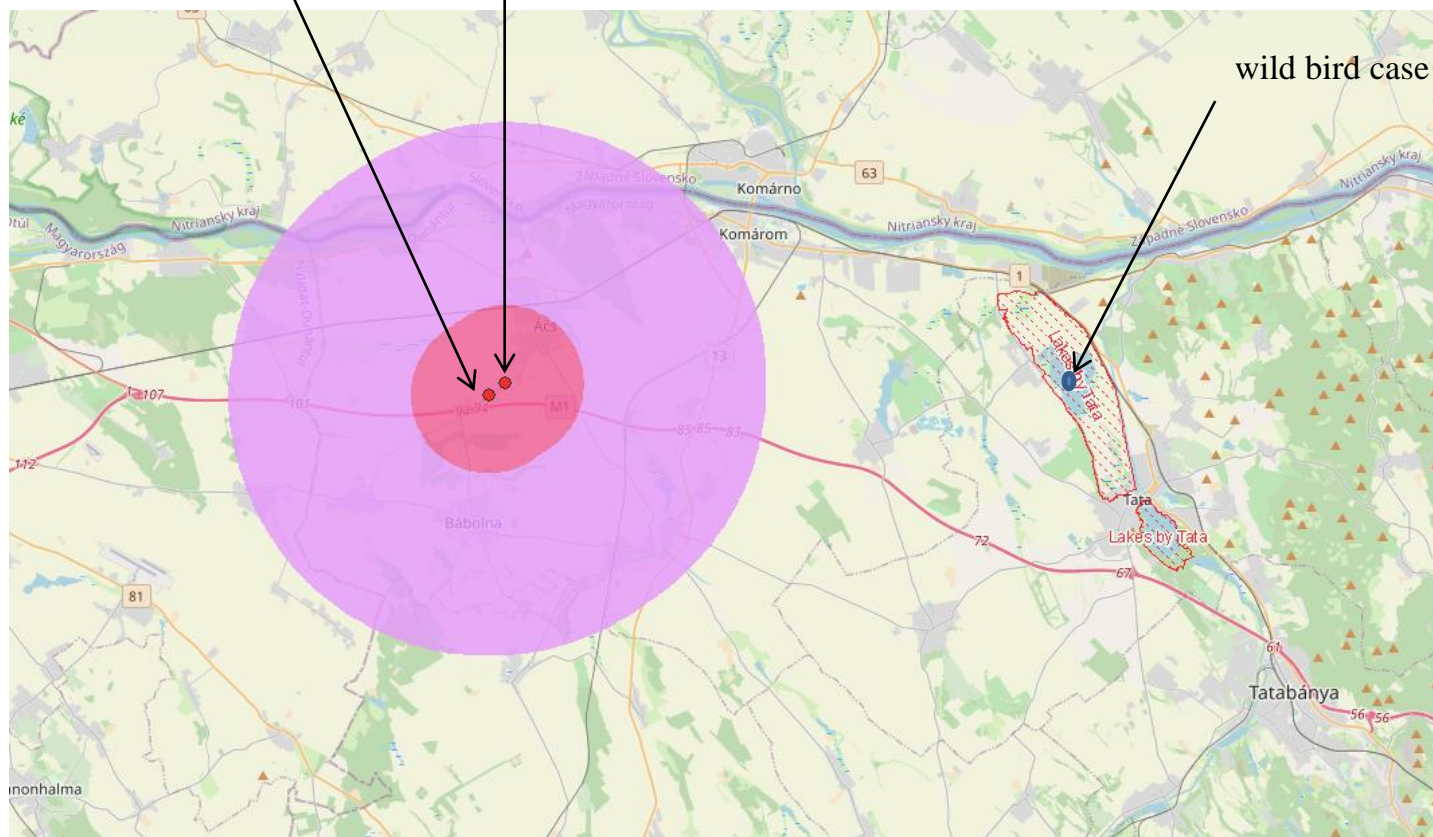 wild bird case
63
Komárno
Komárom
Nitriansky kraj
Západné Slovensko
Nitriansky kraj
Západné Slovensko
Magyarország
Nitriansky kraj
Magyarország
1
Ács
13
M1
107
101
94-94
85-85-83
112
Bábolna
Lakes by Tata
Tata
Lakes by Tata
72
67
81
61
Tatabánya
56-56
nonhalma